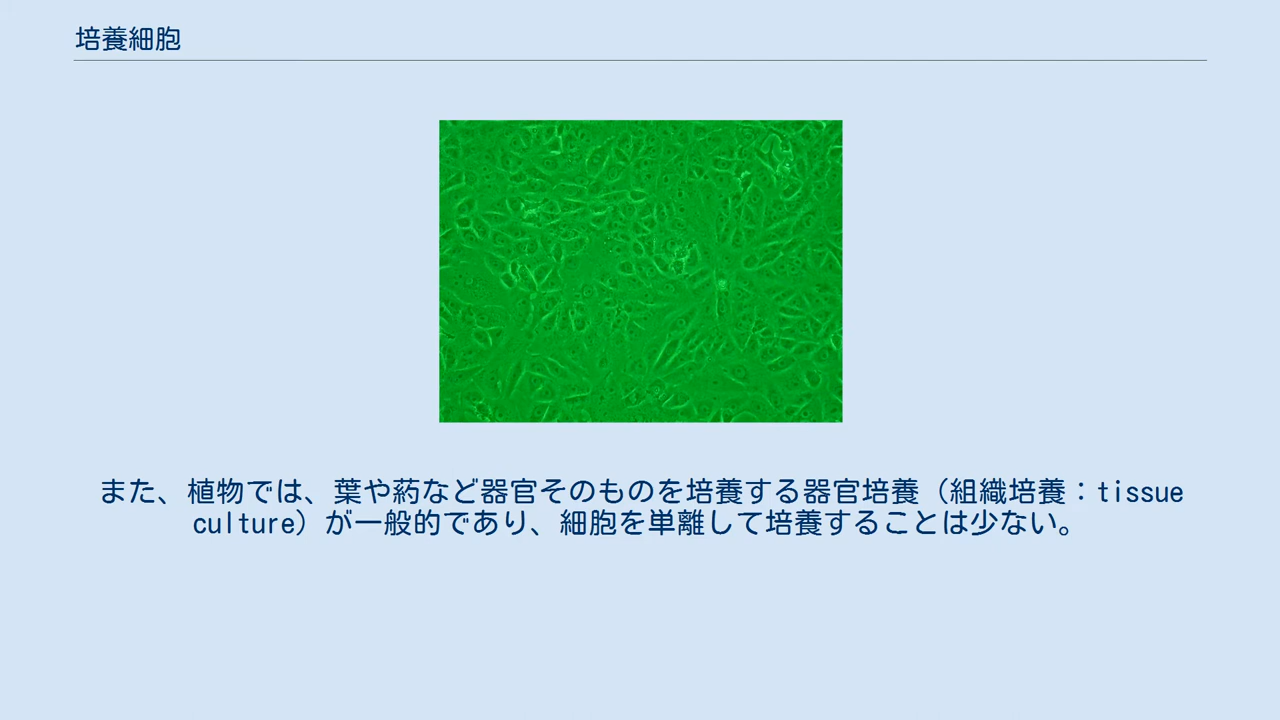 培養細胞
また、植物では、葉や葯など器官そのものを培養する器官培養（組織培養：tissue
culture）が一般的であり、細胞を単離して培養することは少ない。